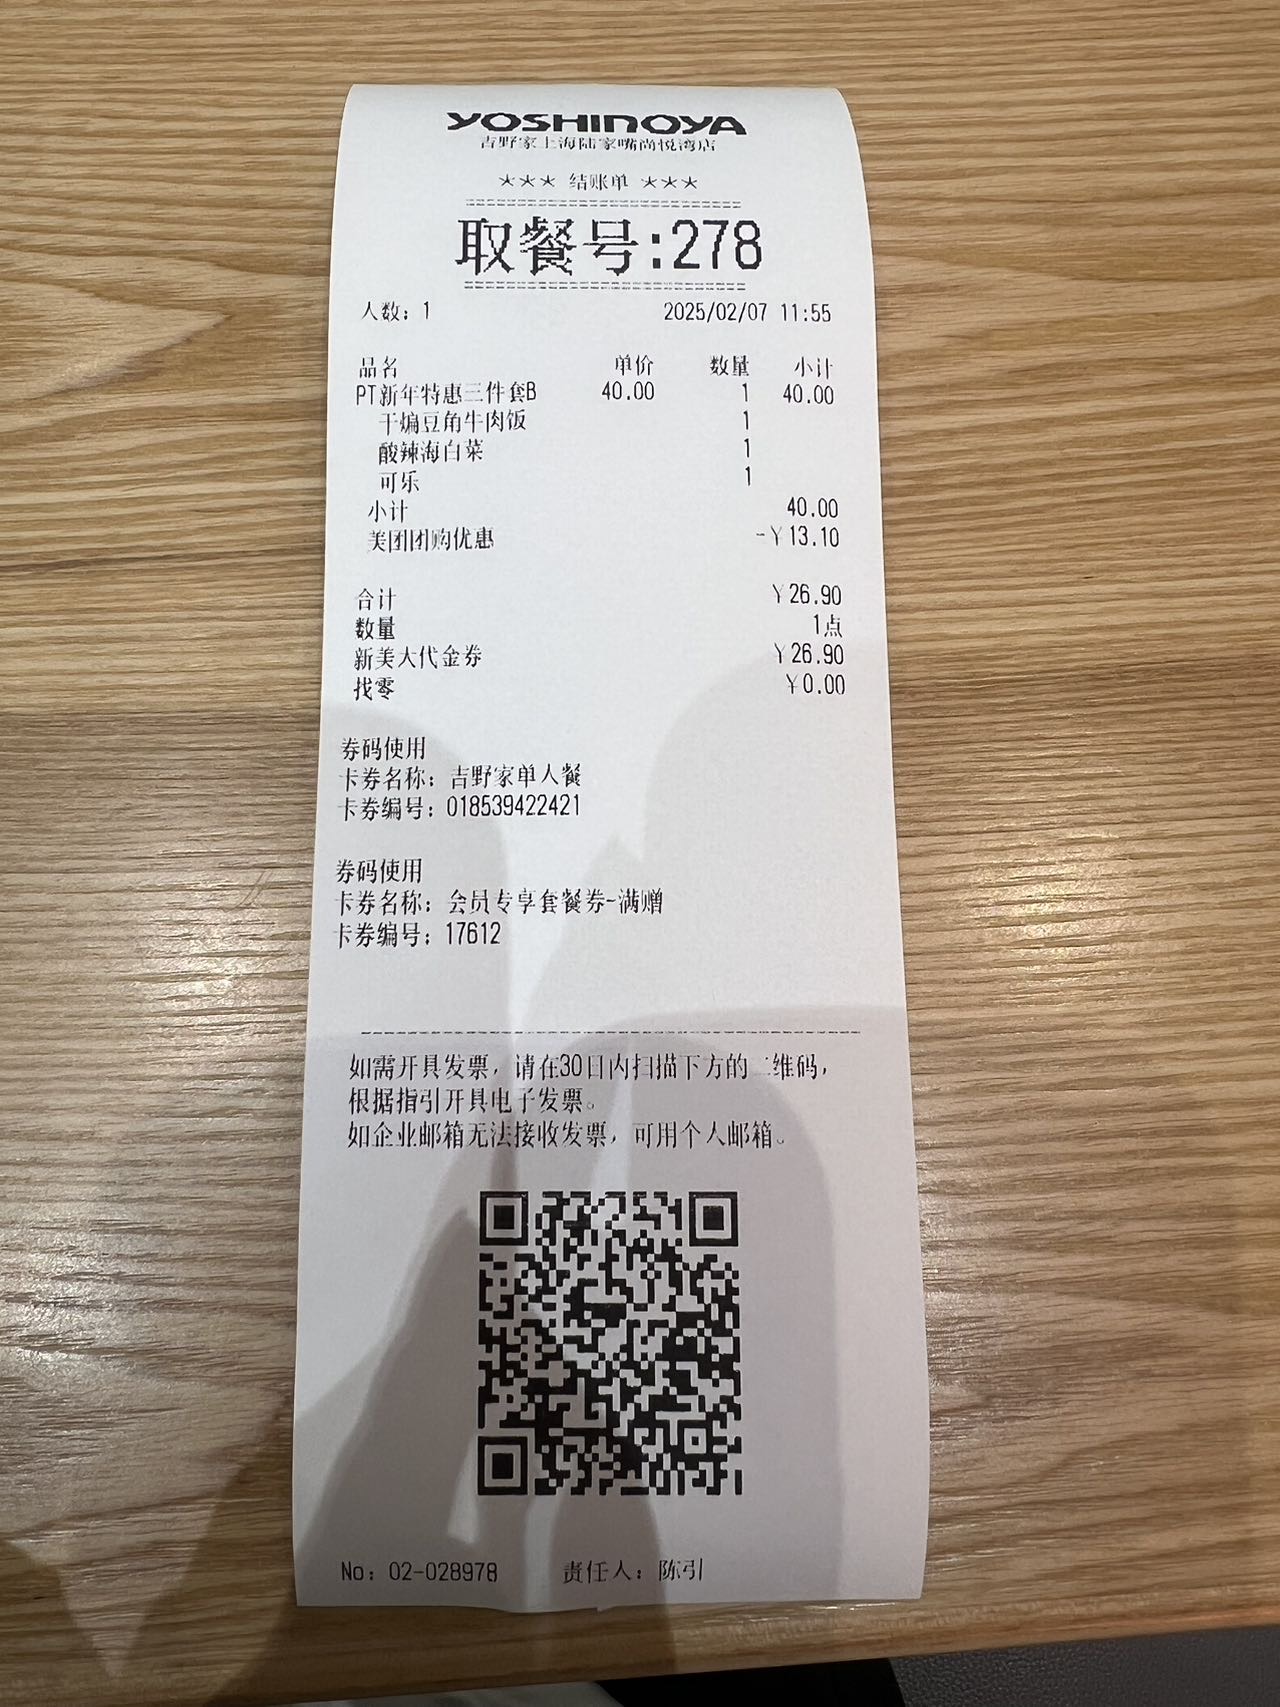 YOSHINOYA
吉野家上海陆家嘴尚悦湾店
*** 结账单 ***
取餐号:278
人数: 1 2025/02/07 11:55
品名 单价 数量 小计
PT新年特惠三件套B 40.00 1 40.00
干煸豆角牛肉饭 1
酸辣海白菜 1
可乐 1
小计 40.00
美团团购优惠 -¥13.10
合计 ¥26.90
数量 1点
新美大代金券 ¥26.90
找零 ¥0.00
券码使用
卡券名称: 吉野家单人餐
卡券编号: 018539422421
券码使用
卡券名称: 会员专享套餐券-满赠
卡券编号: 17612
如需开具发票，请在30日内扫描下方的二维码，
根据指引开具电子发票。
如企业邮箱无法接收发票，可用个人邮箱。
No: 02-028978 责任人: 陈引